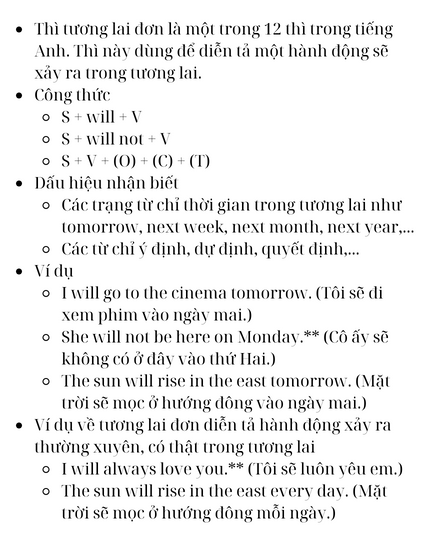 • Thì tương lai đơn là một trong 12 thì trong tiếng
Anh. Thì này dùng để diễn tả một hành động sẽ
xảy ra trong tương lai.
• Công thức
○ S + will + V
○ S + will not + V
○ S + V + (O) + (C) + (T)
• Dấu hiệu nhận biết
○ Các trạng từ chỉ thời gian trong tương lai như
tomorrow, next week, next month, next year,...
○ Các từ chỉ ý định, dự định, quyết định,...
• Ví dụ
○ I will go to the cinema tomorrow. (Tôi sẽ đi
xem phim vào ngày mai.)
○ She will not be here on Monday.** (Cô ấy sẽ
không có ở đây vào thứ Hai.)
○ The sun will rise in the east tomorrow. (Mặt
trời sẽ mọc ở hướng đông vào ngày mai.)
• Ví dụ về tương lai đơn diễn tả hành động xảy ra
thường xuyên, có thật trong tương lai
○ I will always love you.** (Tôi sẽ luôn yêu em.)
○ The sun will rise in the east every day. (Mặt
trời sẽ mọc ở hướng đông mỗi ngày.)